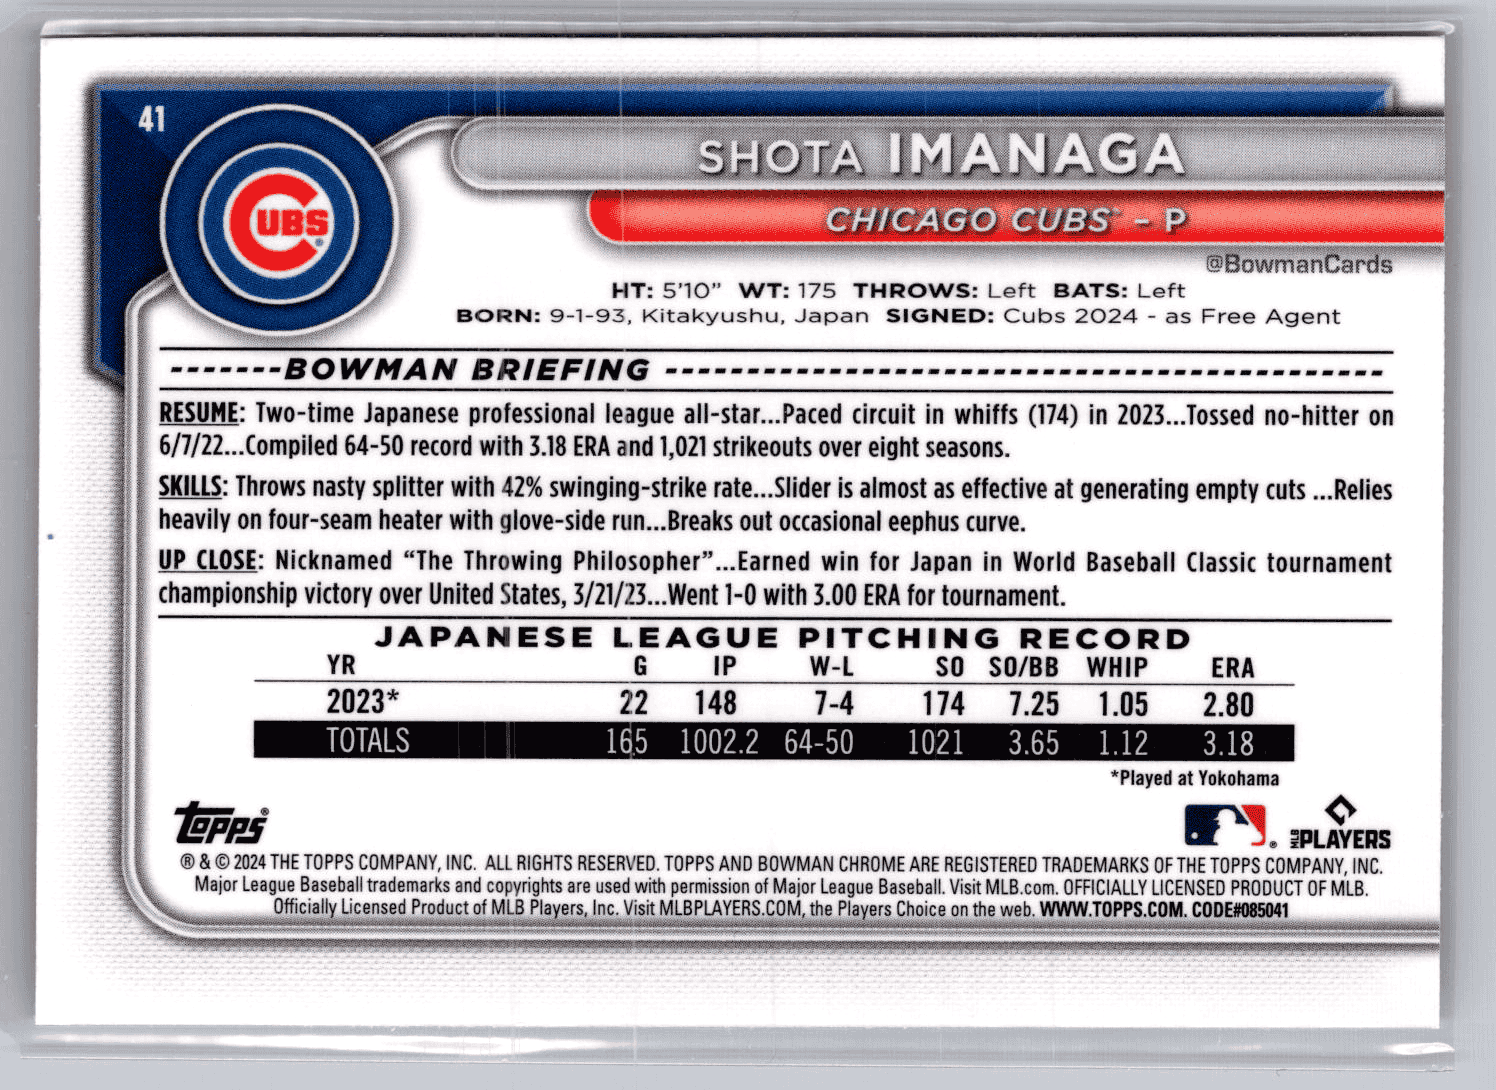 41
CUBS
SHOTA IMANAGA
CHICAGO CUBS™ - P
@BowmanCards
HT: 5'10" WT: 175 THROWS: Left BATS: Left
BORN: 9-1-93, Kitakyushu, Japan SIGNED: Cubs 2024 - as Free Agent
-------BOWMAN BRIEFING --------------------------------------------
RESUME: Two-time Japanese professional league all-star...Paced circuit in whiffs (174) in 2023...Tossed no-hitter on
6/7/22...Compiled 64-50 record with 3.18 ERA and 1,021 strikeouts over eight seasons.
SKILLS: Throws nasty splitter with 42% swinging-strike rate...Slider is almost as effective at generating empty cuts ...Relies
heavily on four-seam heater with glove-side run...Breaks out occasional eephus curve.
UP CLOSE: Nicknamed “The Throwing Philosopher”...Earned win for Japan in World Baseball Classic tournament
championship victory over United States, 3/21/23...Went 1-0 with 3.00 ERA for tournament.
JAPANESE LEAGUE PITCHING RECORD
YR G IP W-L SO SO/BB WHIP ERA
2023* 22 148 7-4 174 7.25 1.05 2.80
TOTALS 165 1002.2 64-50 1021 3.65 1.12 3.18
*Played at Yokohama
Topps®
MLB PLAYERS
® & © 2024 THE TOPPS COMPANY, INC. ALL RIGHTS RESERVED. TOPPS AND BOWMAN CHROME ARE REGISTERED TRADEMARKS OF THE TOPPS COMPANY, INC.
Major League Baseball trademarks and copyrights are used with permission of Major League Baseball. Visit MLB.com. OFFICIALLY LICENSED PRODUCT OF MLB.
Officially Licensed Product of MLB Players, Inc. Visit MLBPLAYERS.COM, the Players Choice on the web. WWW.TOPPS.COM. CODE#085041